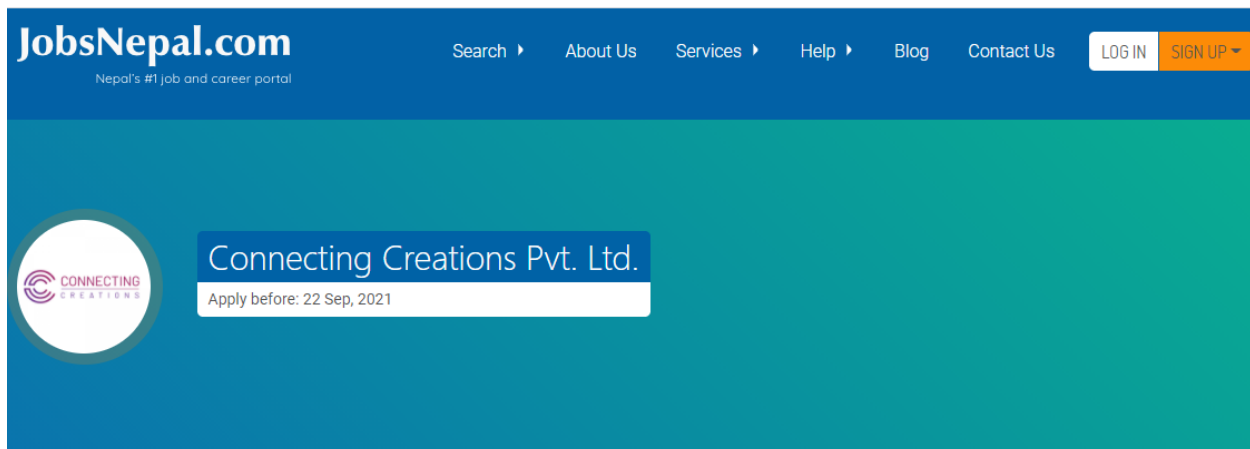 JobsNepal.com
Nepal's #1 job and career portal
Search About Us Services Help Blog Contact Us LOG IN SIGN UP
CONNECTING
CREATIONS
Connecting Creations Pvt. Ltd.
Apply before: 22 Sep, 2021